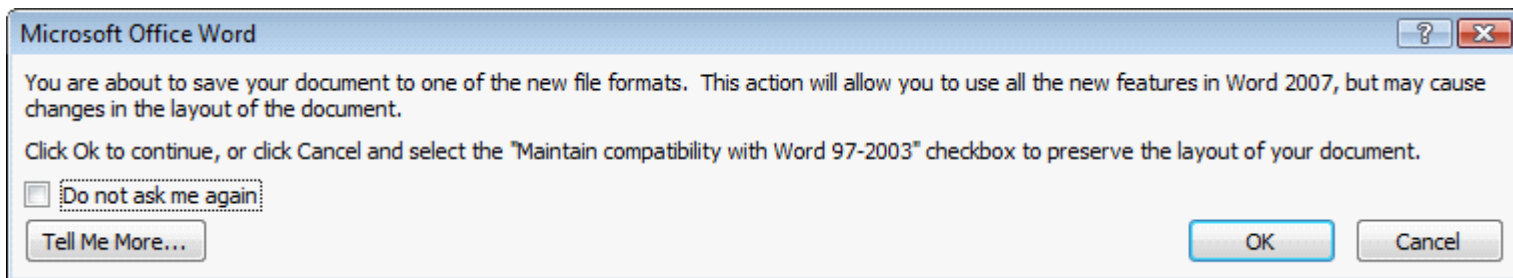 Microsoft Office Word
You are about to save your document to one of the new file formats.  This action will allow you to use all the new features in Word 2007, but may cause
changes in the layout of the document.
Click Ok to continue, or click Cancel and select the "Maintain compatibility with Word 97-2003" checkbox to preserve the layout of your document.
Do not ask me again
Tell Me More...
OK
Cancel